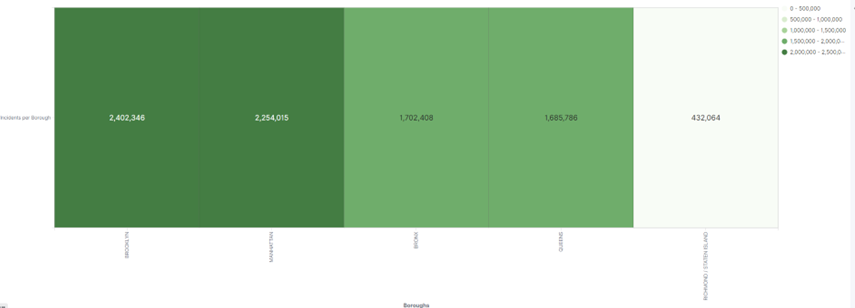 0 - 500,000
500,000 - 1,000,000
1,000,000 - 1,500,000
1,500,000 - 2,000,0...
2,000,000 - 2,500,0...
Incidents per Borough
2,402,346
2,254,015
1,702,408
1,685,786
432,064
BROOKLYN
MANHATTAN
BRONX
QUEENS
RICHMOND / STATEN ISLAND
Boroughs